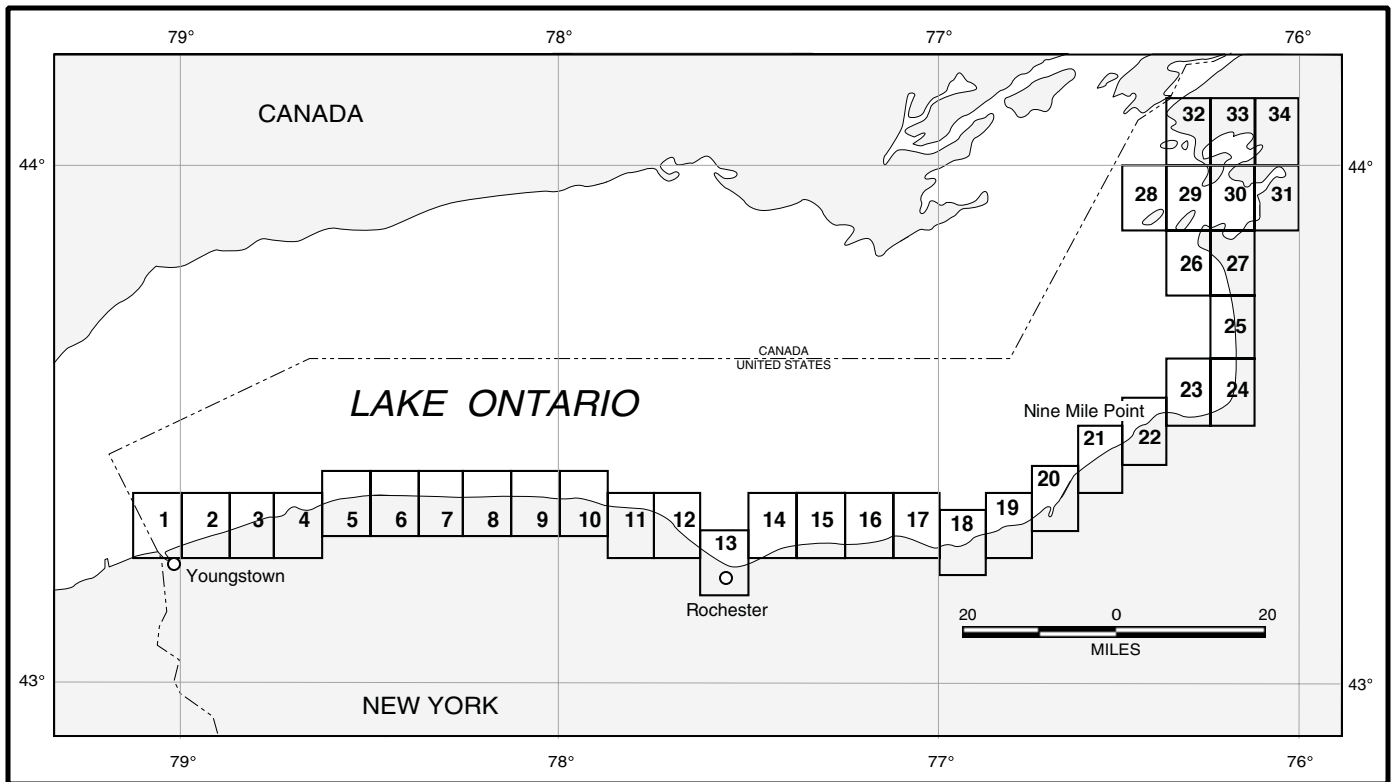 79° 78° 77° 76°
CANADA
32 33 34
44° 44°
28 29 30 31
26 27
25
CANADA
UNITED STATES
23 24
LAKE ONTARIO
Nine Mile Point
21 22
20
19
1 2 3 4 5 6 7 8 9 10 11 12 14 15 16 17 18
13
Youngstown
Rochester
20 0 20
MILES
43° 43°
NEW YORK
79° 78° 77° 76°